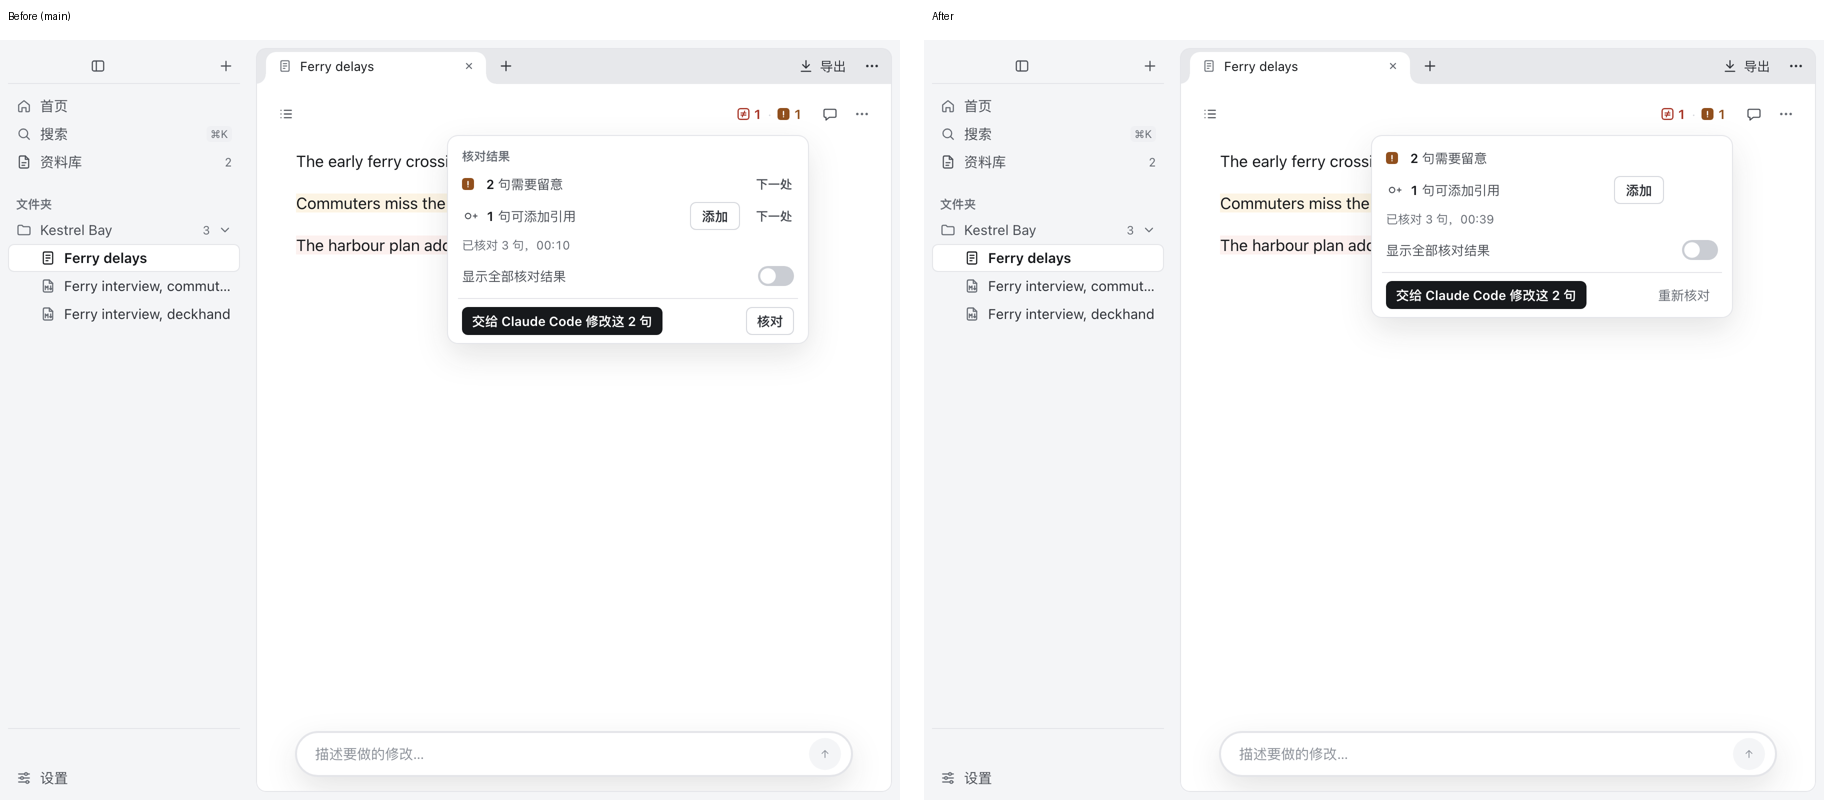 Before (main)
Ferry delays
导出
首页
搜索
⌘K
资料库
2
文件夹
Kestrel Bay
3
Ferry delays
Ferry interview, commut...
Ferry interview, deckhand
设置
1
1
The early ferry crossi
Commuters miss the
The harbour plan add
核对结果
2 句需要留意
下一处
1 句可添加引用
添加
下一处
已核对 3 句，00:10
显示全部核对结果
交给 Claude Code 修改这 2 句
核对
描述要做的修改...
After
Ferry delays
导出
首页
搜索
⌘K
资料库
2
文件夹
Kestrel Bay
3
Ferry delays
Ferry interview, commut...
Ferry interview, deckhand
设置
1
1
The early ferry crossi
Commuters miss the
The harbour plan add
2 句需要留意
1 句可添加引用
添加
已核对 3 句，00:39
显示全部核对结果
交给 Claude Code 修改这 2 句
重新核对
描述要做的修改...